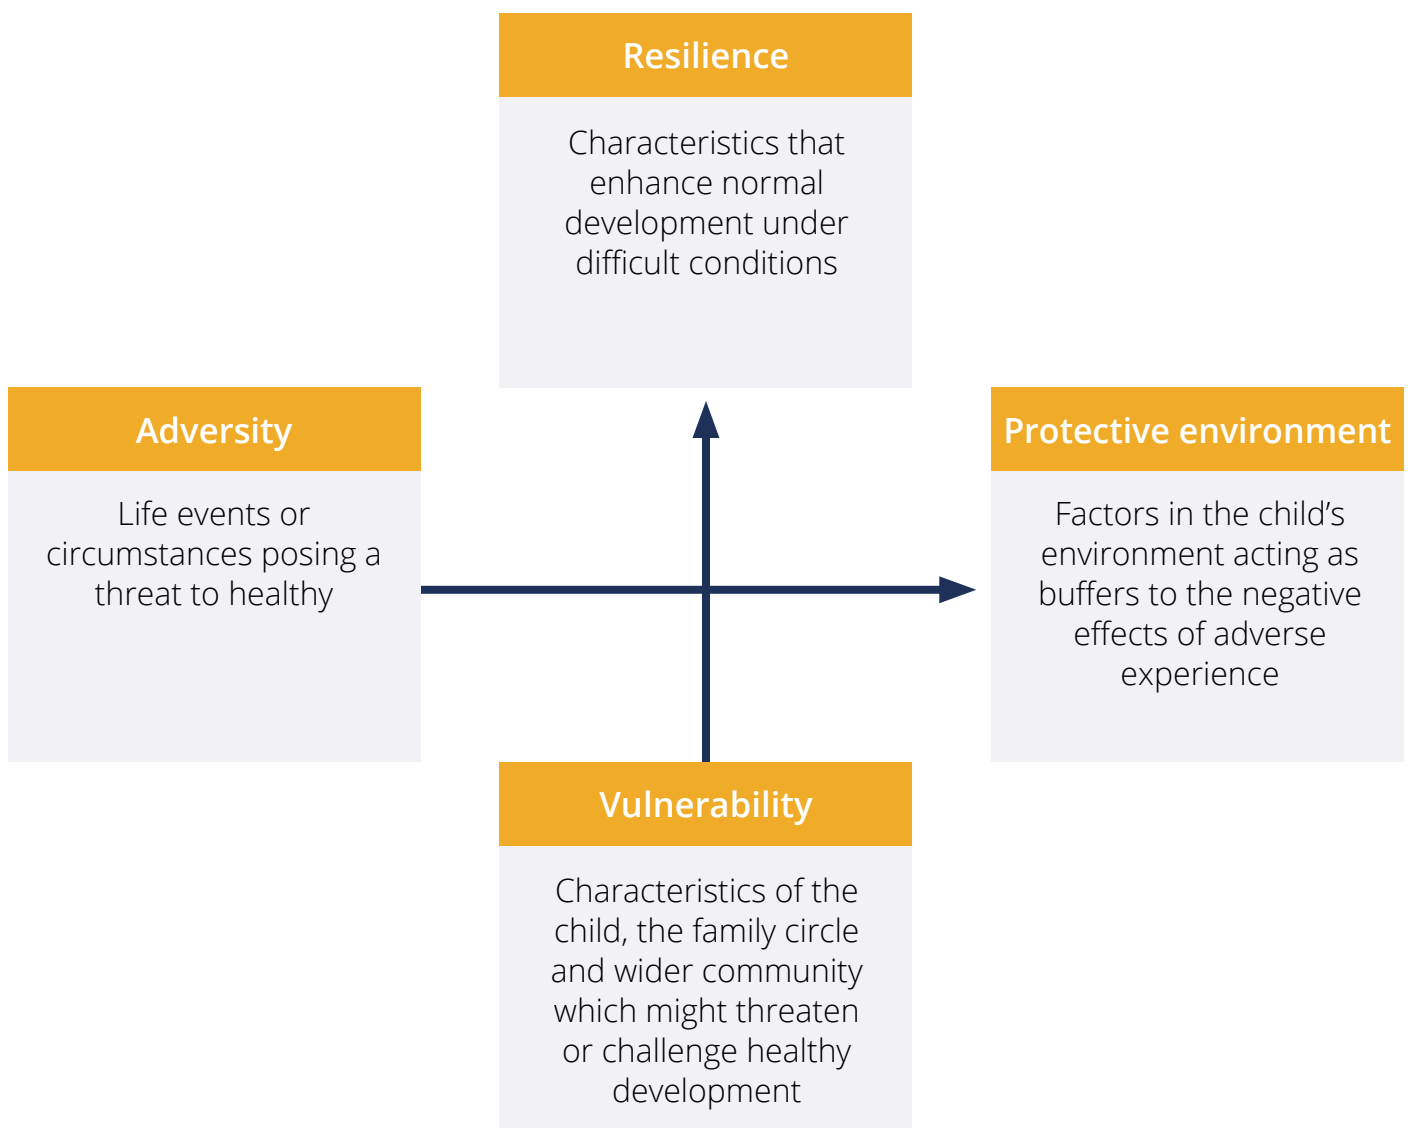 Resilience
Characteristics that
enhance normal
development under
difficult conditions
Adversity
Life events or
circumstances posing a
threat to healthy
Protective environment
Factors in the child’s
environment acting as
buffers to the negative
effects of adverse
experience
Vulnerability
Characteristics of the
child, the family circle
and wider community
which might threaten
or challenge healthy
development